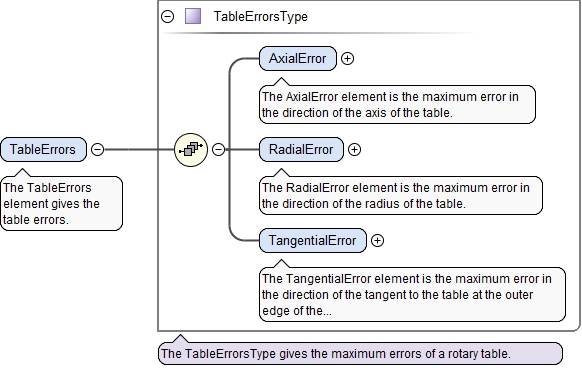 TableErrorsType
AxialError
The AxialError element is the maximum error in
the direction of the axis of the table.
TableErrors
RadialError
The TableErrors
element gives the
table errors.
The RadialError element is the maximum error in
the direction of the radius of the table.
TangentialError
The TangentialError element is the maximum error in
the direction of the tangent to the table at the outer
edge of the...
The TableErrorsType gives the maximum errors of a rotary table.